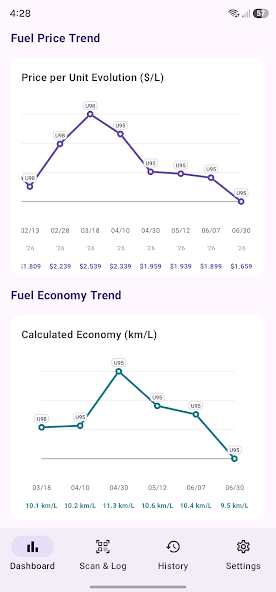 4:28
57
Fuel Price Trend
Price per Unit Evolution ($/L)
U98
U98
U98
U95
U95
U95
U95
U95
02/13 02/28 03/18 04/10 04/30 05/12 06/07 06/30
'26 '26 '26 '26 '26 '26 '26 '26
$1.809 $2.239 $2.539 $2.339 $1.959 $1.939 $1.899 $1.659
Fuel Economy Trend
Calculated Economy (km/L)
U98
U95
U95
U95
U95
U95
03/18 04/10 04/30 05/12 06/07 06/30
10.1 km/L 10.2 km/L 11.3 km/L 10.6 km/L 10.4 km/L 9.5 km/L
Dashboard Scan & Log History Settings